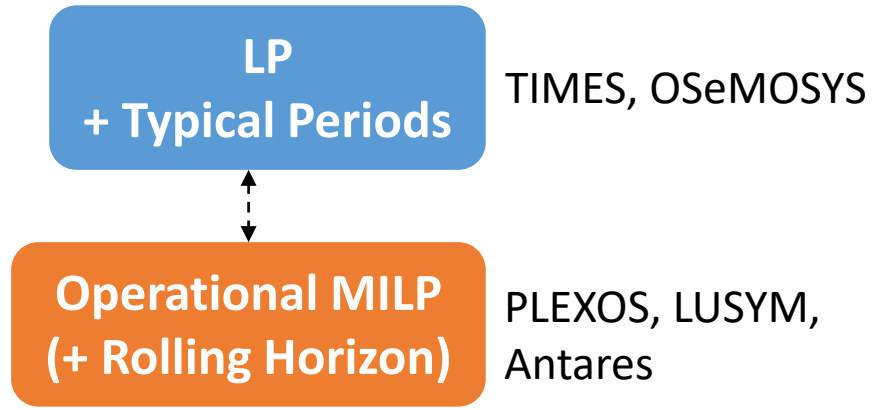 LP
+ Typical Periods
TIMES, OSeMOSYS
Operational MILP
(+ Rolling Horizon)
PLEXOS, LUSYM,
Antares